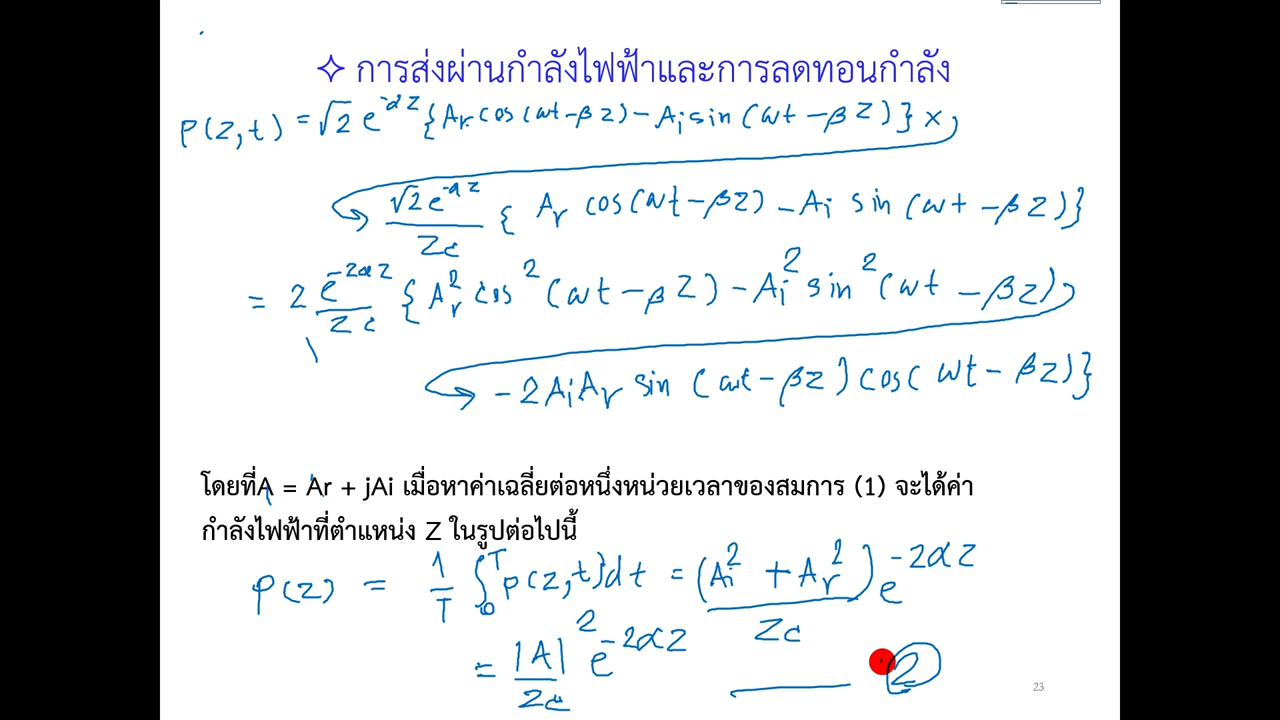 ✧ การส่งผ่านกำลังไฟฟ้าและการลดทอนกำลัง
P(z,t) = √2 e^-αz {Ar cos(ωt-βz) - Ai sin(ωt-βz)} x
√2 e^-αz / Zc { Ar cos(ωt-βz) - Ai sin(ωt-βz)}
= 2 e^-2αz / Zc {Ar² cos²(ωt-βz) - Ai² sin²(ωt-βz)
- 2AiAr sin(ωt-βz) cos(ωt-βz)}
โดยที่A = Ar + jAi เมื่อหาค่าเฉลี่ยต่อหนึ่งหน่วยเวลาของสมการ (1) จะได้ค่า
กำลังไฟฟ้าที่ตำแหน่ง Z ในรูปต่อไปนี้
P(z) = 1/T ∫₀ᵀ P(z,t)dt = (Ai² + Ar²) / Zc e^-2αz
= |A|² / Zc e^-2αz ——— ②
23